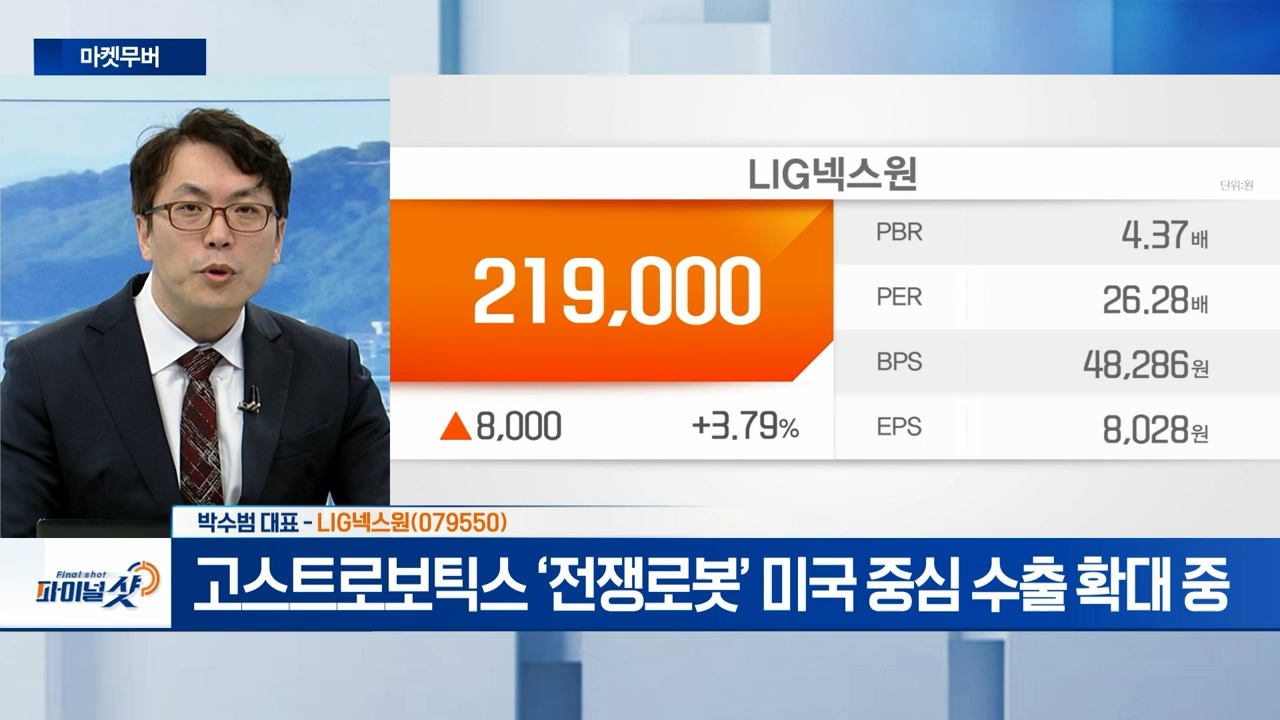 마켓무버
LIG넥스원
단위:원
219,000
▲8,000 +3.79%
PBR 4.37배
PER 26.28배
BPS 48,286원
EPS 8,028원
박수범 대표 - LIG넥스원(079550)
Final shot
파이널샷
고스트로보틱스 ‘전쟁로봇’ 미국 중심 수출 확대 중